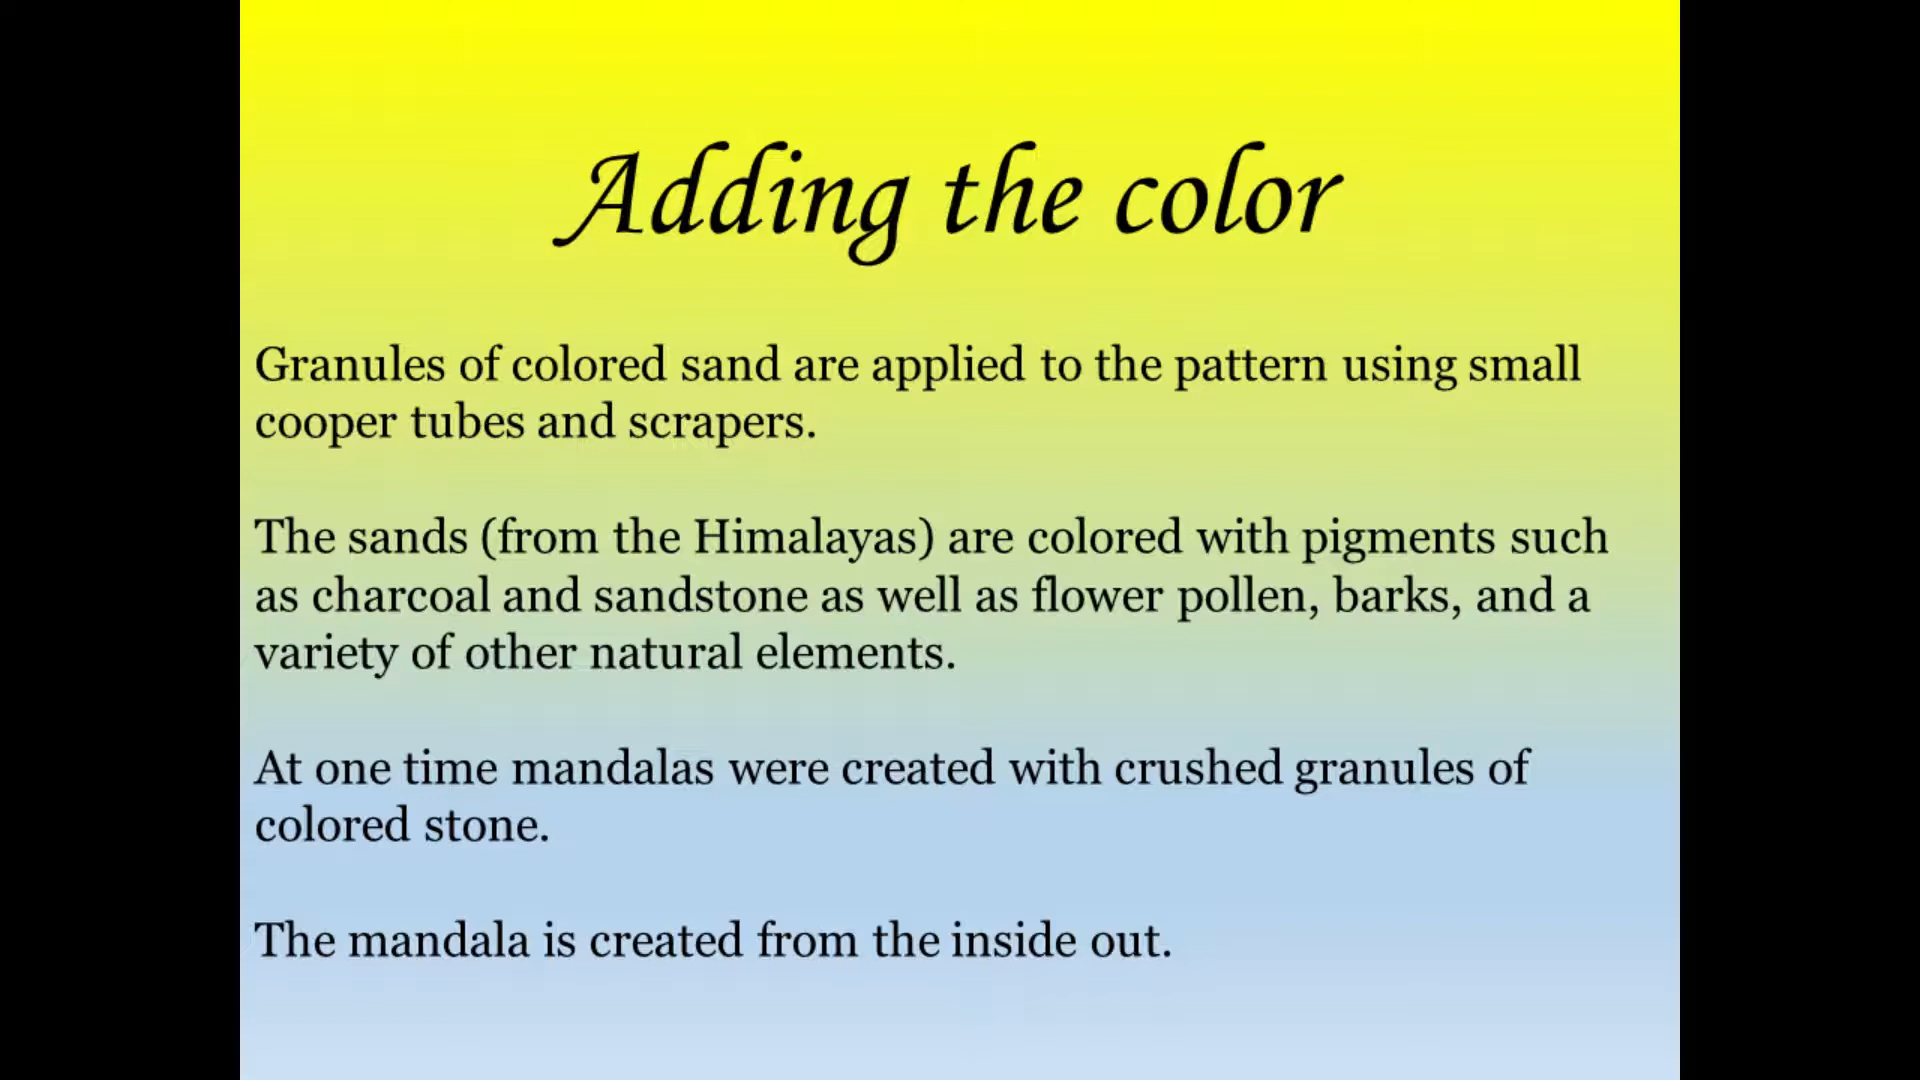 Adding the color
Granules of colored sand are applied to the pattern using small
cooper tubes and scrapers.
The sands (from the Himalayas) are colored with pigments such
as charcoal and sandstone as well as flower pollen, barks, and a
variety of other natural elements.
At one time mandalas were created with crushed granules of
colored stone.
The mandala is created from the inside out.